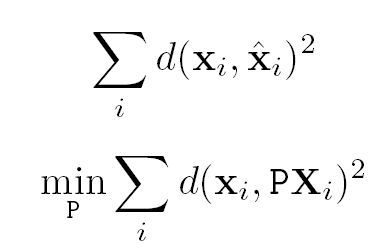 ∑_i d(𝐱_i, 𝐱̂_i)²
min_P ∑_i d(𝐱_i, P𝐗_i)²